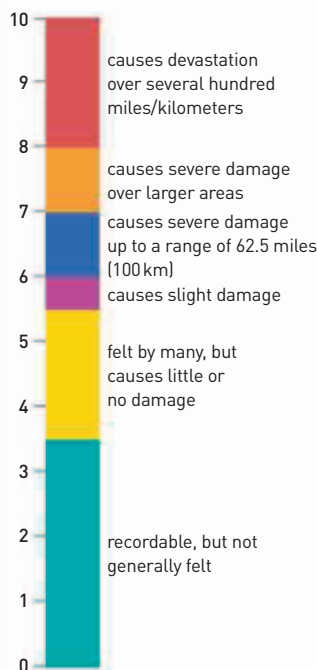 10
causes devastation
over several hundred
miles/kilometers
9
8
causes severe damage
over larger areas
7
causes severe damage
up to a range of 62.5 miles
(100 km)
6
causes slight damage
5
felt by many, but
causes little or
no damage
4
3
2
recordable, but not
generally felt
1
0